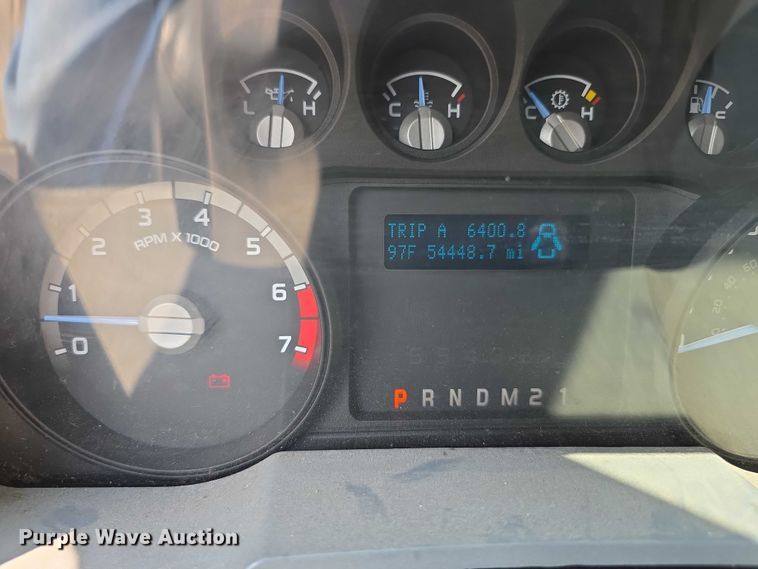 L H
C H
C H
0 1 2 3 4 5 6 7
RPM X 1000
TRIP A 6400.8
97F 54448.7 mi
P R N D M 2 1
Purple Wave Auction